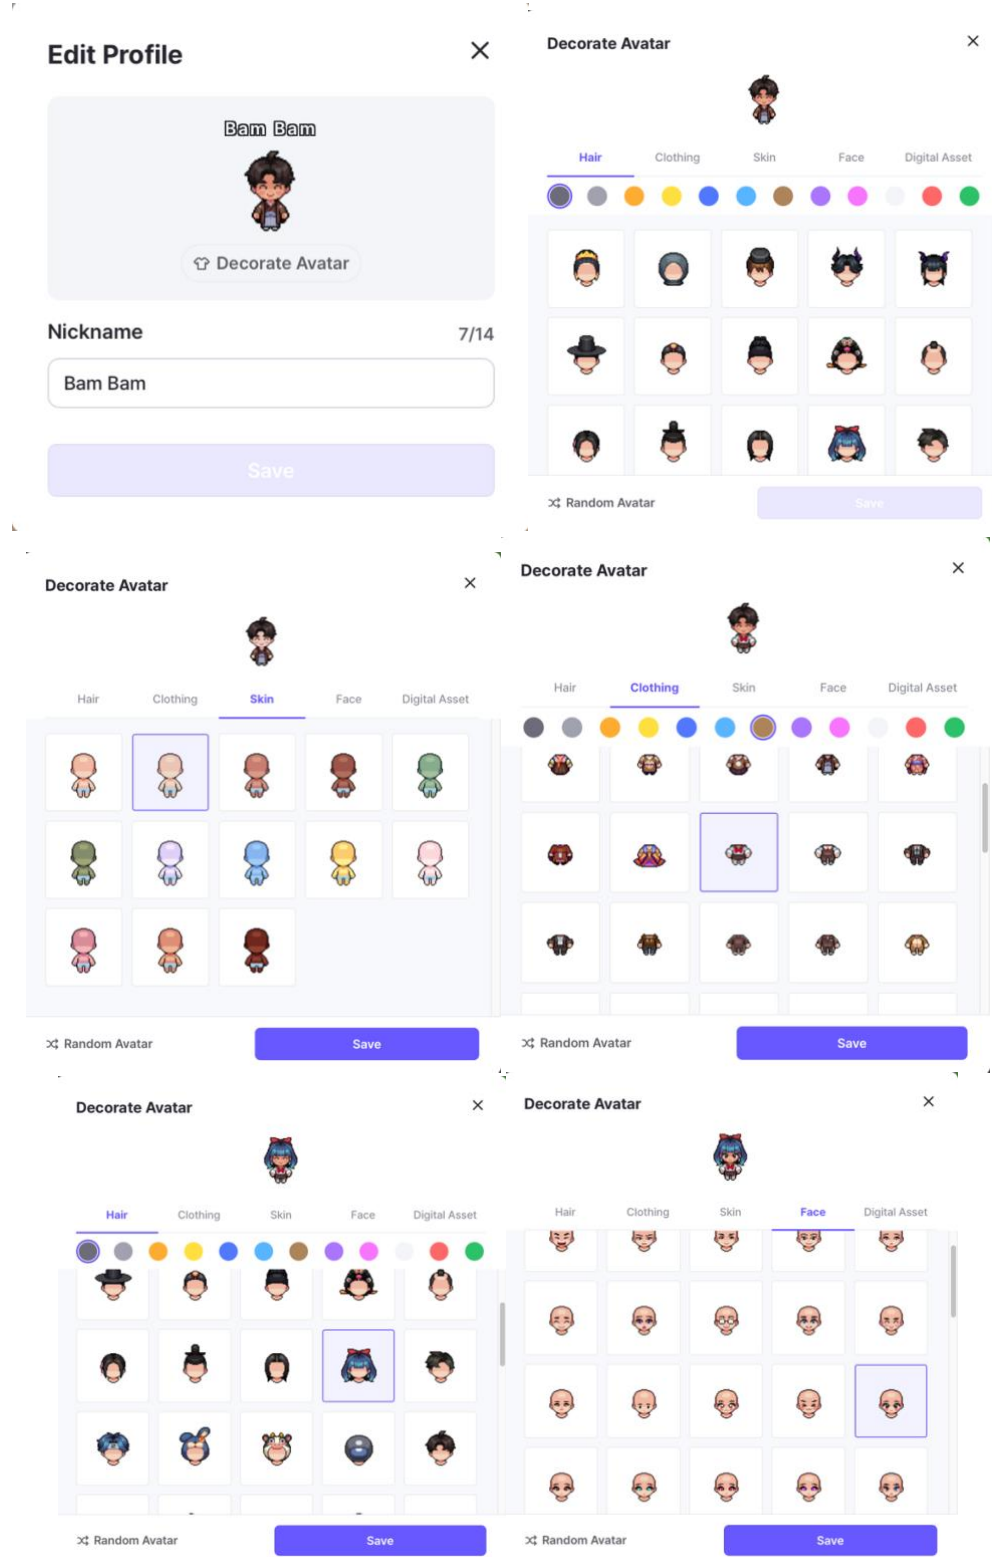 Edit Profile
Bam Bam
Decorate Avatar
Nickname 7/14
Bam Bam
Save
Decorate Avatar
Hair Clothing Skin Face Digital Asset
Random Avatar Save
Decorate Avatar
Hair Clothing Skin Face Digital Asset
Random Avatar Save
Decorate Avatar
Hair Clothing Skin Face Digital Asset
Random Avatar Save
Decorate Avatar
Hair Clothing Skin Face Digital Asset
Random Avatar Save
Decorate Avatar
Hair Clothing Skin Face Digital Asset
Random Avatar Save